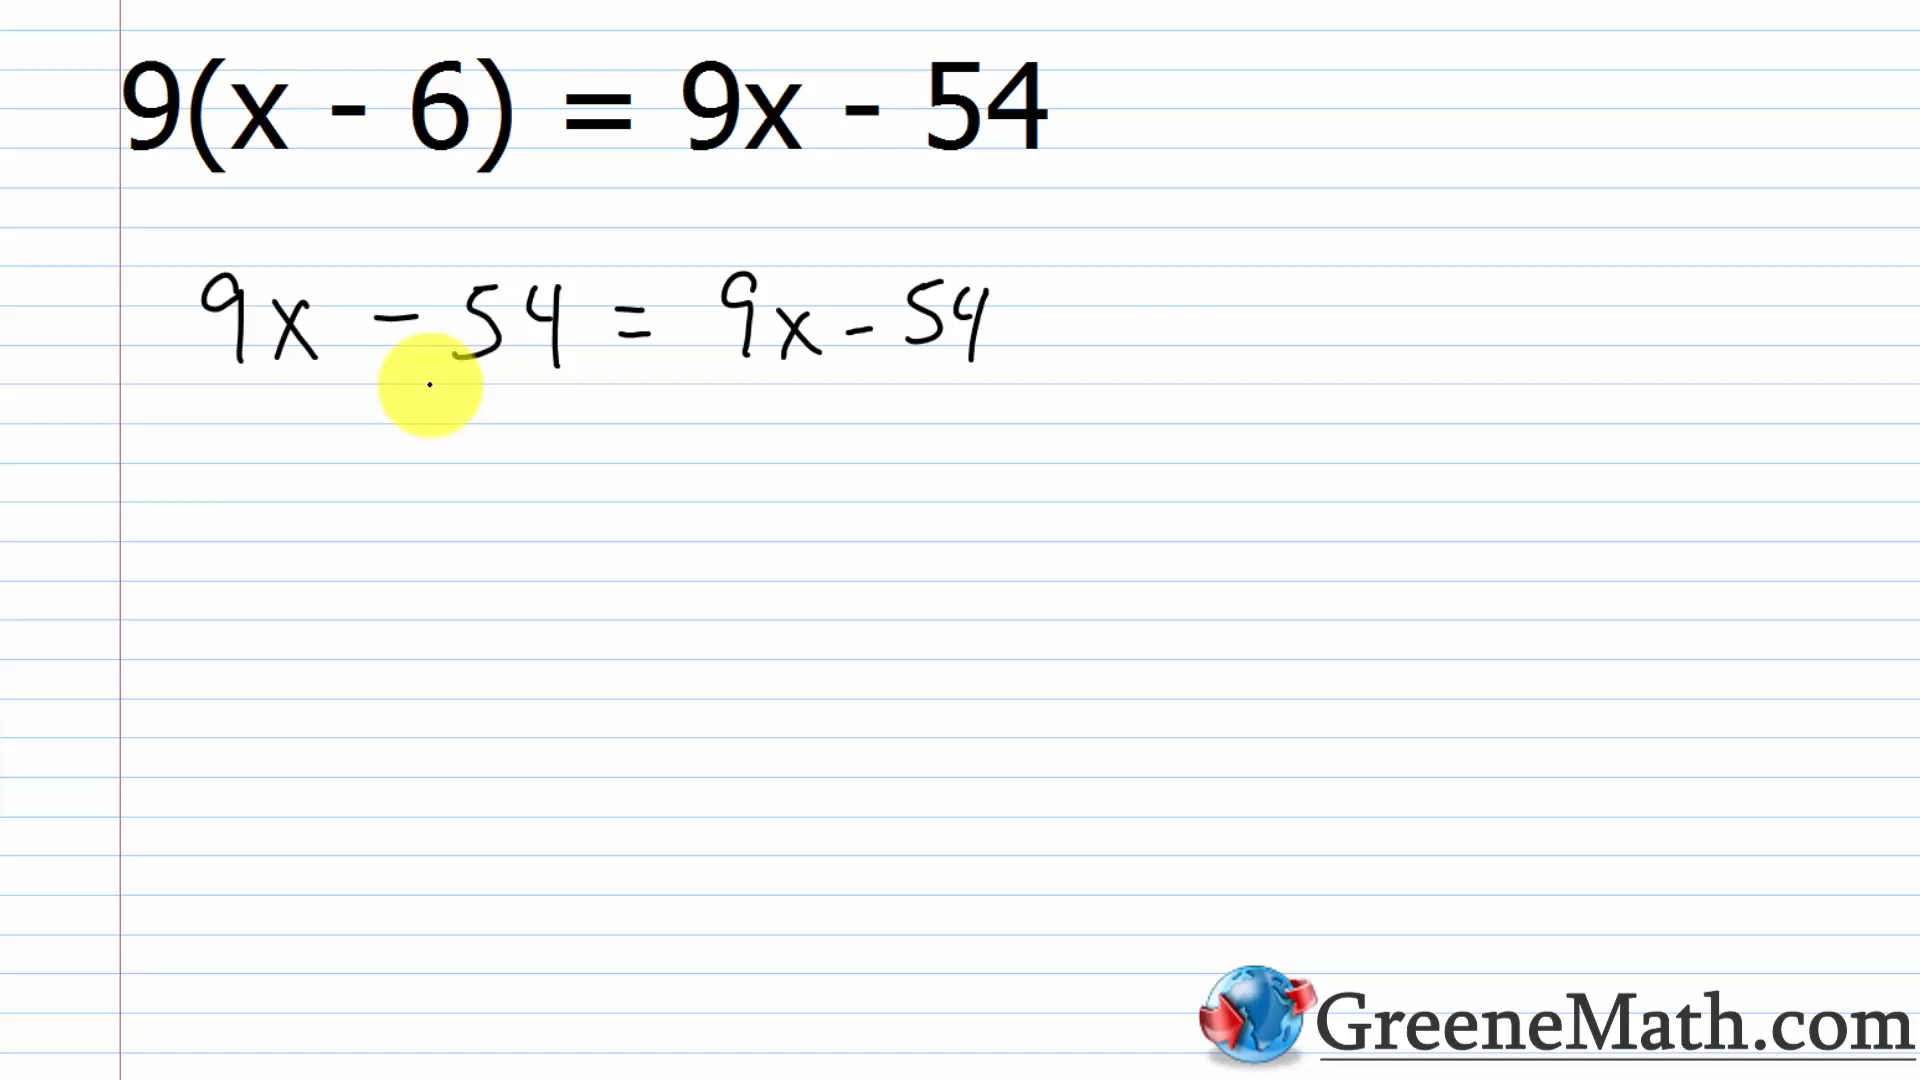 9(x - 6) = 9x - 54
9x - 54 = 9x - 54
GreeneMath.com